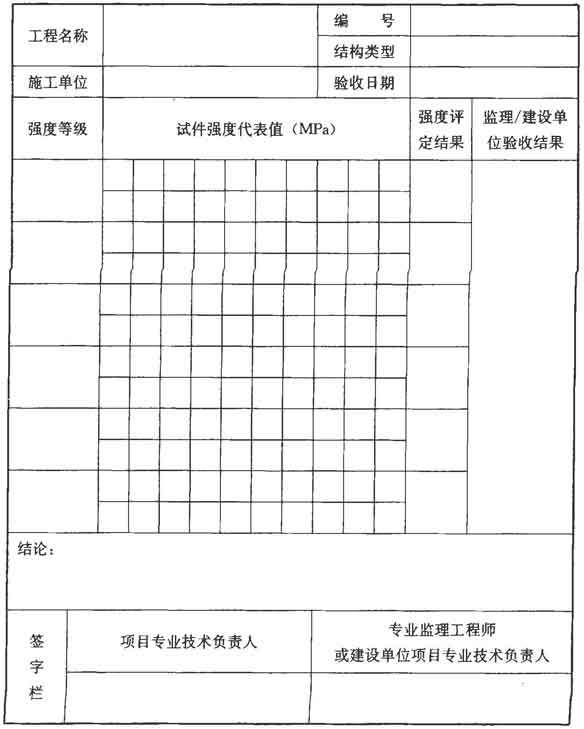 工程名称
编 号
结构类型
施工单位
验收日期
强度等级
试件强度代表值(MPa)
强度评
定结果
监理/建设单
位验收结果
结论:
签
字
栏
项目专业技术负责人
专业监理工程师
或建设单位项目专业技术负责人